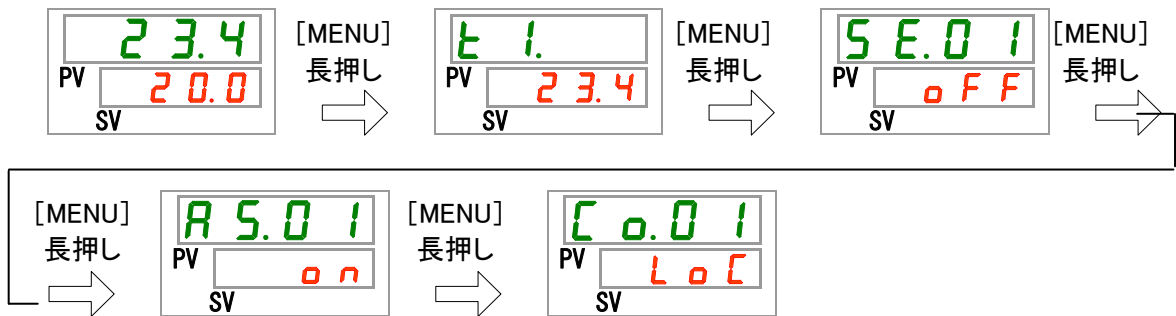 23.4
PV
20.0
SV
[MENU]
長押し
t 1.
PV
23.4
SV
[MENU]
長押し
SE.01
PV
oFF
SV
[MENU]
長押し
[MENU]
長押し
AS.01
PV
on
SV
[MENU]
長押し
Co.01
PV
LoC
SV